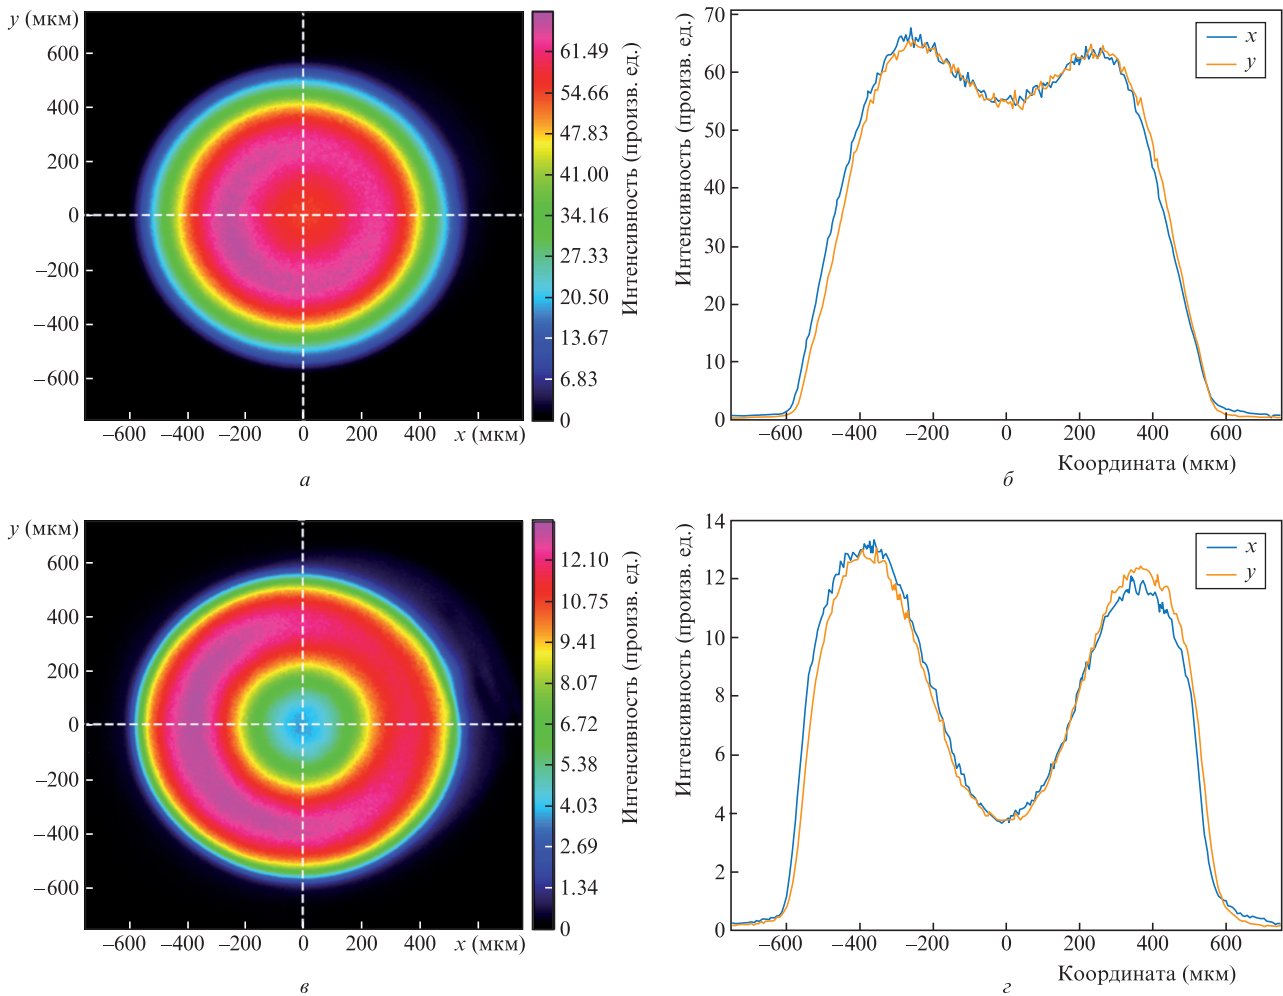 y (мкм)
600
400
200
0
–200
–400
–600
–600 –400 –200 0 200 400 x (мкм)
61.49
54.66
47.83
41.00
34.16
27.33
20.50
13.67
6.83
0
Интенсивность (произв. ед.)
а
Интенсивность (произв. ед.)
70
60
50
40
30
20
10
0
–600 –400 –200 0 200 400 600
Координата (мкм)
x
y
б
y (мкм)
600
400
200
0
–200
–400
–600
–600 –400 –200 0 200 400 x (мкм)
12.10
10.75
9.41
8.07
6.72
5.38
4.03
2.69
1.34
0
Интенсивность (произв. ед.)
в
Интенсивность (произв. ед.)
14
12
10
8
6
4
2
0
–600 –400 –200 0 200 400 600
Координата (мкм)
x
y
г